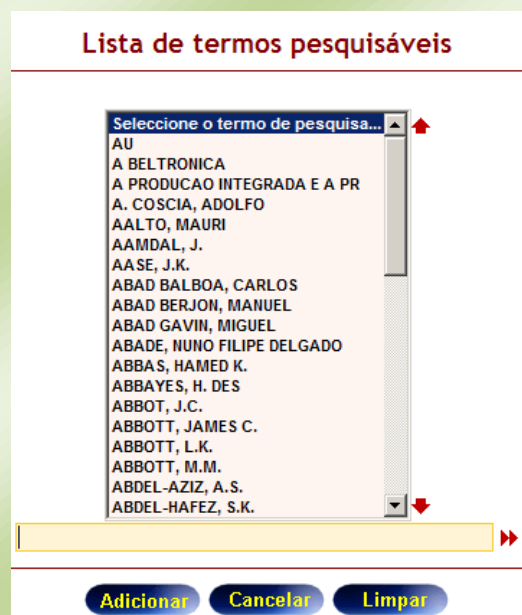 Lista de termos pesquisáveis
Seleccione o termo de pesquisa...
AU
A BELTRONICA
A PRODUCAO INTEGRADA E A PR
A. COSCIA, ADOLFO
AALTO, MAURI
AAMDAL, J.
AASE, J.K.
ABAD BALBOA, CARLOS
ABAD BERJON, MANUEL
ABAD GAVIN, MIGUEL
ABADE, NUNO FILIPE DELGADO
ABBAS, HAMED K.
ABBAYES, H. DES
ABBOT, J.C.
ABBOTT, JAMES C.
ABBOTT, L.K.
ABBOTT, M.M.
ABDEL-AZIZ, A.S.
ABDEL-HAFEZ, S.K.
Adicionar Cancelar Limpar